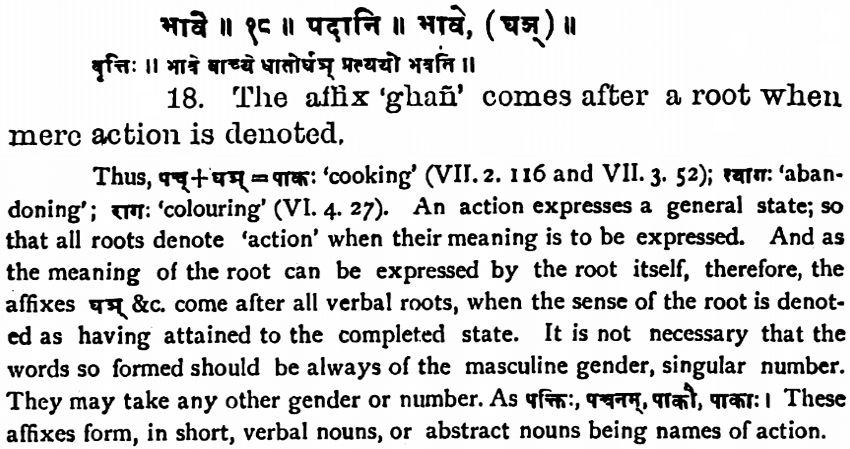 भावे ॥ १८ ॥ पदानि ॥ भावे, (घञ्) ॥
वृत्तिः ॥ भावे वाच्ये धातोर्घञ् प्रत्ययो भवति ॥
18. The affix 'ghañ' comes after a root when
mere action is denoted.
Thus, पच्+घञ्=पाकः 'cooking' (VII. 2. 116 and VII. 3. 52); त्यागः 'aban-
doning'; रागः 'colouring' (VI. 4. 27). An action expresses a general state; so
that all roots denote 'action' when their meaning is to be expressed. And as
the meaning of the root can be expressed by the root itself, therefore, the
affixes घञ् &c. come after all verbal roots, when the sense of the root is denot-
ed as having attained to the completed state. It is not necessary that the
words so formed should be always of the masculine gender, singular number.
They may take any other gender or number. As पक्तिः, पचनम्, पाकौ, पाकाः। These
affixes form, in short, verbal nouns, or abstract nouns being names of action.